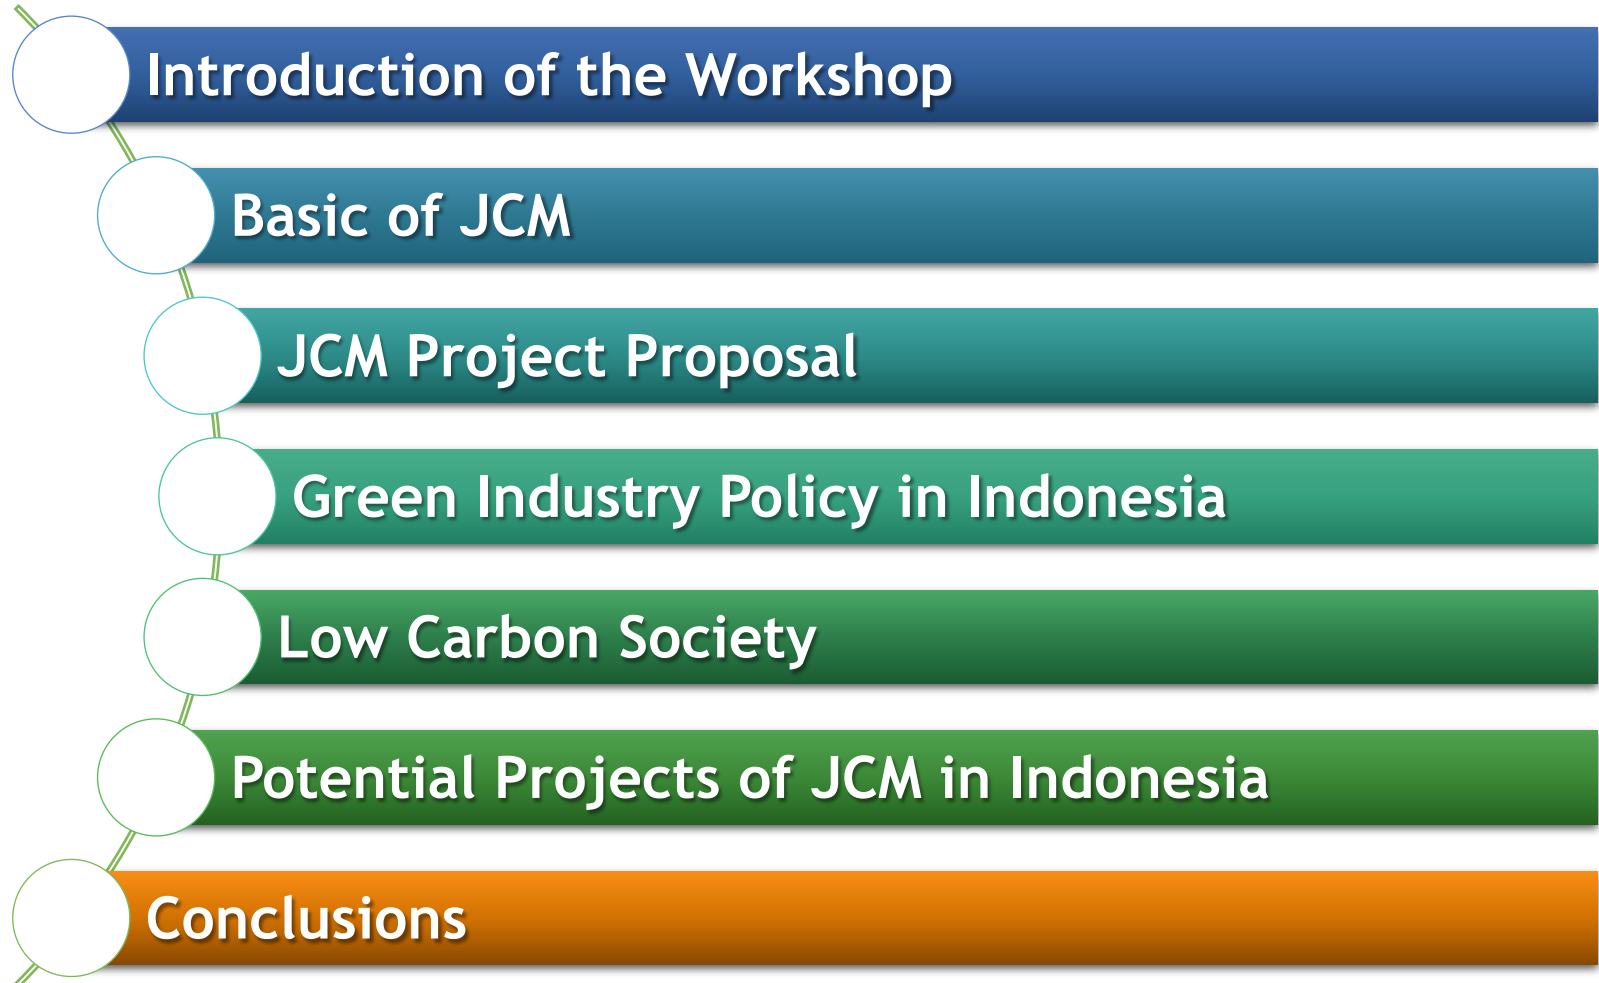 Introduction of the Workshop
Basic of JCM
JCM Project Proposal
Green Industry Policy in Indonesia
Low Carbon Society
Potential Projects of JCM in Indonesia
Conclusions